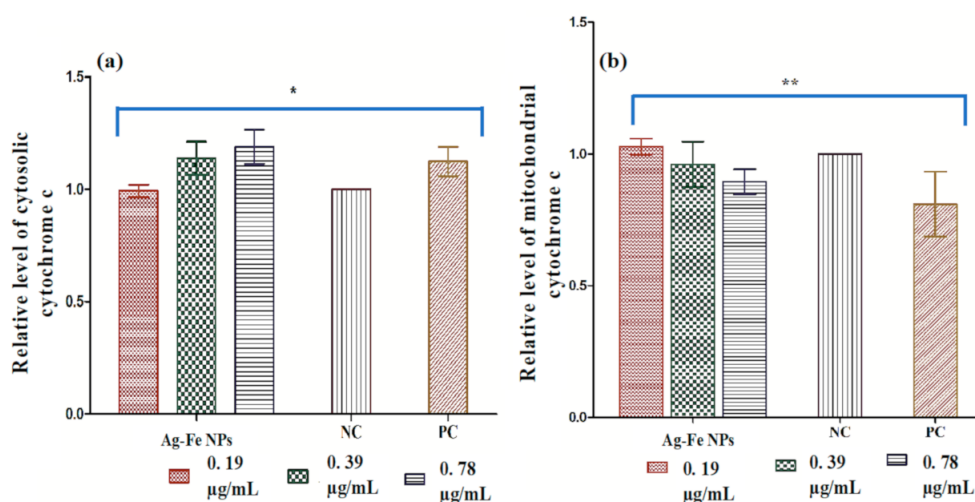 (a)
1.5
1.0
0.5
0.0
Relative level of cytosolic
cytochrome c
*
Ag-Fe NPs
NC
PC
0. 19
µg/mL
0. 39
µg/mL
0. 78
µg/mL
(b)
1.5
1.0
0.5
0.0
Relative level of mitochondrial
cytochrome c
**
Ag-Fe NPs
NC
PC
0. 19
µg/mL
0. 39
µg/mL
0. 78
µg/mL